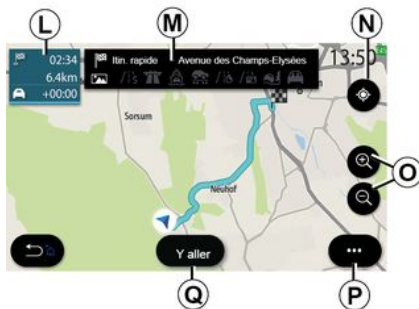 L
M
N
02:34
6.4km
+00:00
Itin. rapide Avenue des Champs-Elysées
13:50
Sorsum
Neuhof
O
Y aller
Q
P